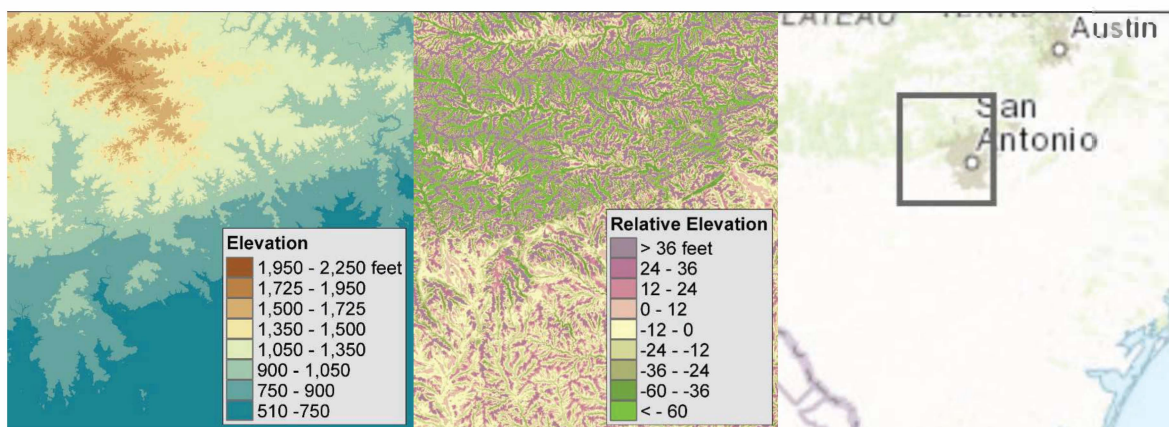 Elevation
1,950 - 2,250 feet
1,725 - 1,950
1,500 - 1,725
1,350 - 1,500
1,050 - 1,350
900 - 1,050
750 - 900
510 -750
Relative Elevation
> 36 feet
24 - 36
12 - 24
0 - 12
-12 - 0
-24 - -12
-36 - -24
-60 - -36
< - 60
Austin
San
Antonio